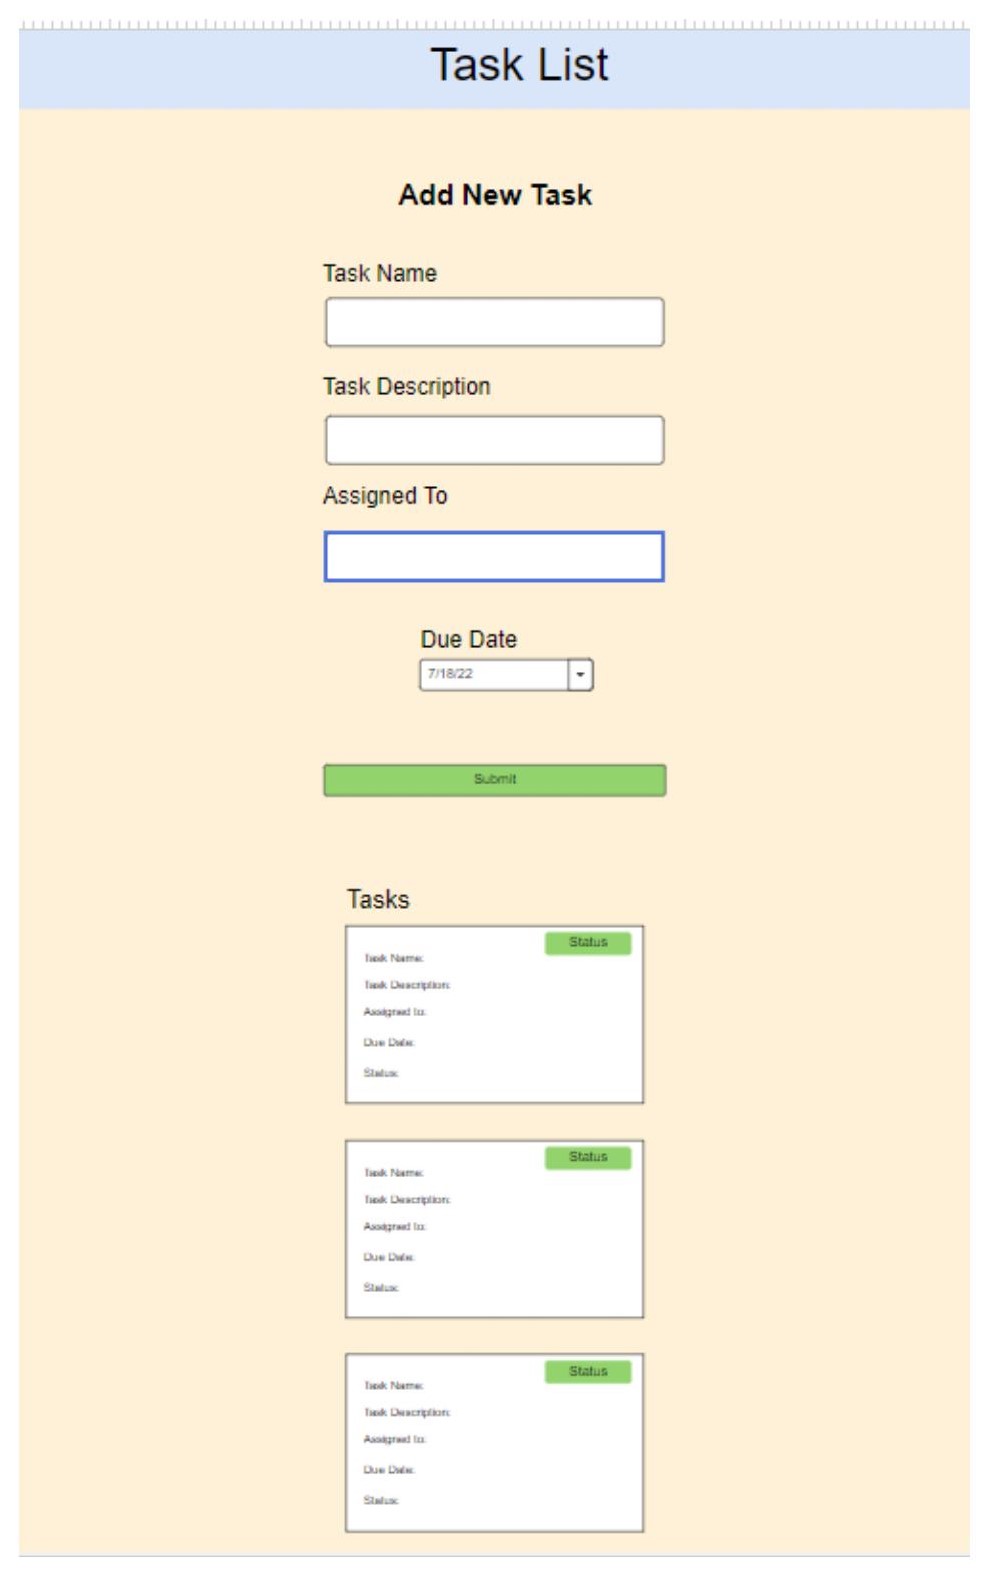 Task List
Add New Task
Task Name
Task Description
Assigned To
Due Date
7/18/22
Submit
Tasks
Status
Task Name:
Task Description:
Assigned to:
Due Date:
Status:
Status
Task Name:
Task Description:
Assigned to:
Due Date:
Status:
Status
Task Name:
Task Description:
Assigned to:
Due Date:
Status: